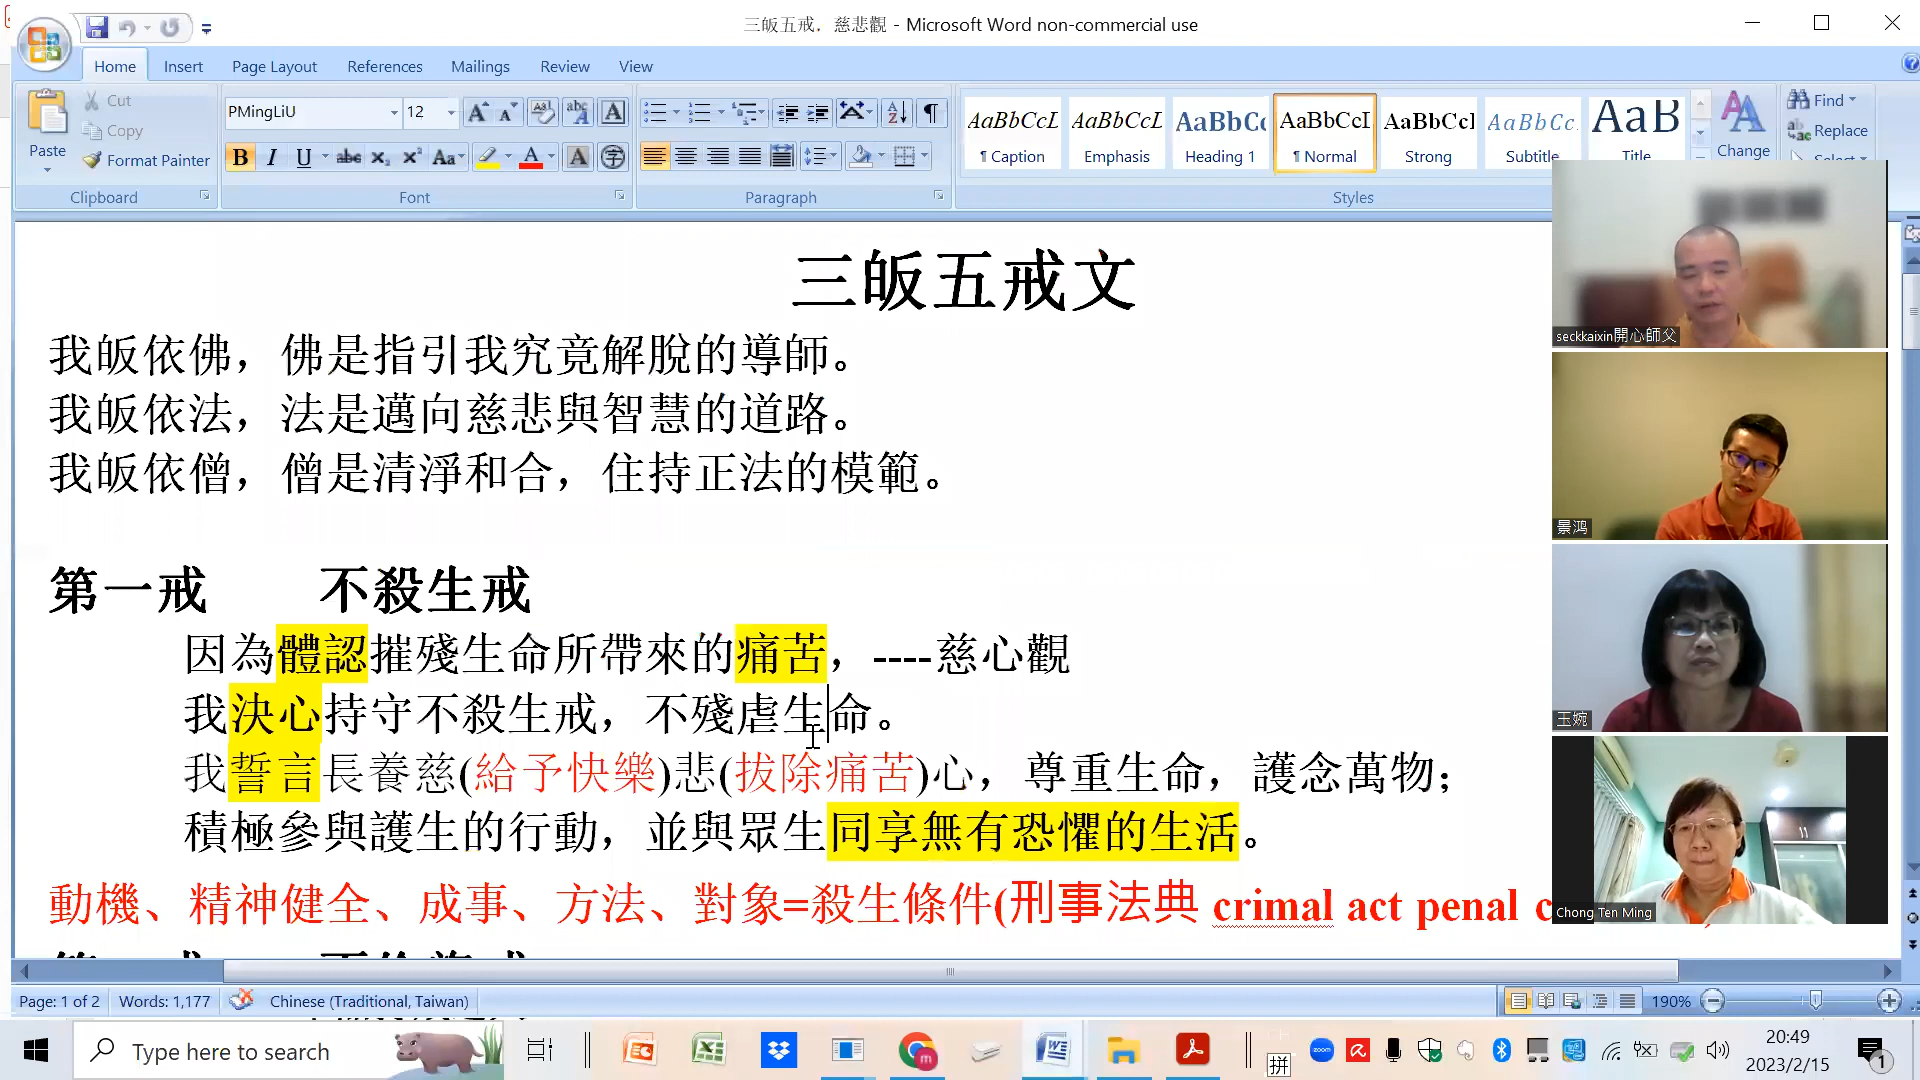 三皈五戒．慈悲觀 - Microsoft Word non-commercial use
Home Insert Page Layout References Mailings Review View
Paste
Cut
Copy
Format Painter
Clipboard
PMingLiU 12
Font
Paragraph
AaBbCcL AaBbCcL AaBbCc AaBbCcI AaBbCcI AaBbCc. AaB
¶ Caption Emphasis Heading 1 ¶ Normal Strong Subtitle Title
Change
Styles
Find
Replace
三皈五戒文
我皈依佛，佛是指引我究竟解脫的導師。
我皈依法，法是邁向慈悲與智慧的道路。
我皈依僧，僧是清淨和合，住持正法的模範。
第一戒 不殺生戒
因為體認摧殘生命所帶來的痛苦，----慈心觀
我決心持守不殺生戒，不殘虐生命。
我誓言長養慈(給予快樂)悲(拔除痛苦)心，尊重生命，護念萬物；
積極參與護生的行動，並與眾生同享無有恐懼的生活。
動機、精神健全、成事、方法、對象=殺生條件(刑事法典 crimal act penal c
seckkaixin開心師父
景鸿
玉婉
Chong Ten Ming
Page: 1 of 2 Words: 1,177 Chinese (Traditional, Taiwan) 190%
Type here to search
拼
zoom
20:49
2023/2/15
1